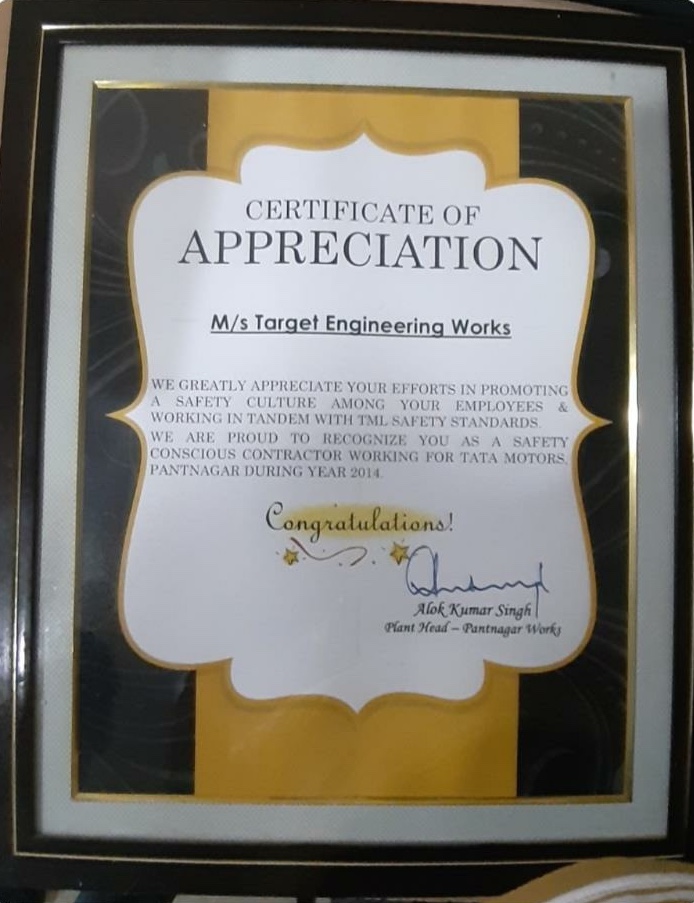 CERTIFICATE OF
APPRECIATION
M/s Target Engineering Works
WE GREATLY APPRECIATE YOUR EFFORTS IN PROMOTING
A SAFETY CULTURE AMONG YOUR EMPLOYEES &
WORKING IN TANDEM WITH TML SAFETY STANDARDS.
WE ARE PROUD TO RECOGNIZE YOU AS A SAFETY
CONSCIOUS CONTRACTOR WORKING FOR TATA MOTORS,
PANTNAGAR DURING YEAR 2014.
Congratulations!
Alok Kumar Singh
Plant Head – Pantnagar Works